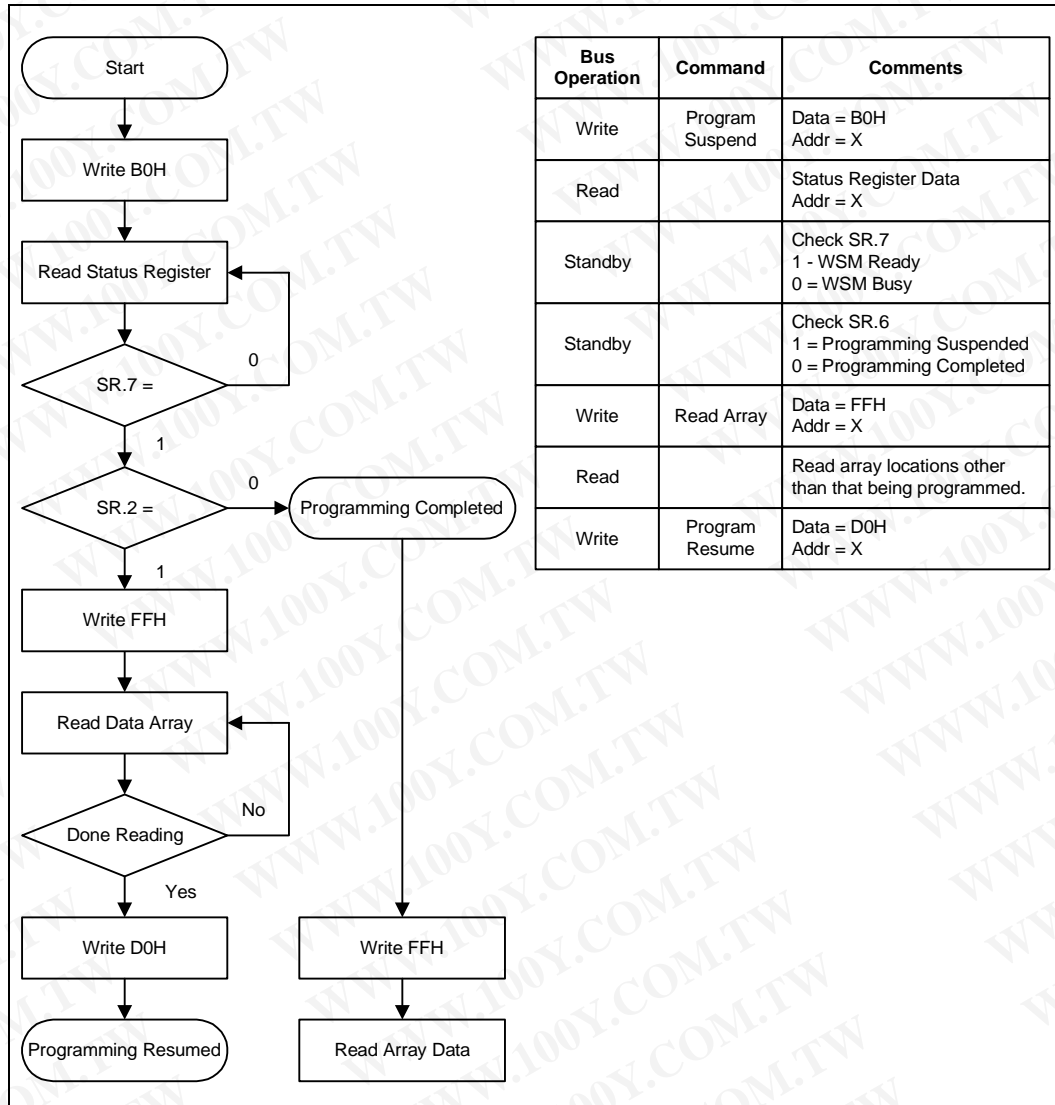 Start
Write B0H
Read Status Register
SR.7 =
0
1
SR.2 =
0
Programming Completed
1
Write FFH
Read Data Array
Done Reading
No
Yes
Write D0H
Write FFH
Programming Resumed
Read Array Data
Bus
Operation
Command
Comments
Write
Program
Suspend
Data = B0H
Addr = X
Read
Status Register Data
Addr = X
Standby
Check SR.7
1 - WSM Ready
0 = WSM Busy
Standby
Check SR.6
1 = Programming Suspended
0 = Programming Completed
Write
Read Array
Data = FFH
Addr = X
Read
Read array locations other
than that being programmed.
Write
Program
Resume
Data = D0H
Addr = X
WWW.100Y.COM.TW